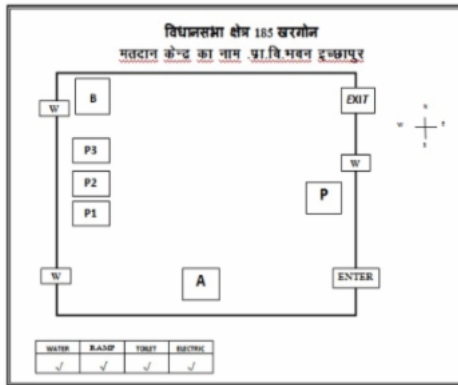 विधानसभा क्षेत्र 185 खरगोन
मतदान केन्द्र का नाम .प्रा.वि.भवन इच्छापुर
B
EXIT
W
N
W E
S
P3
W
P2
P
P1
W
A
ENTER
WATER RAMP TOILET ELECTRIC
√ √ √ √